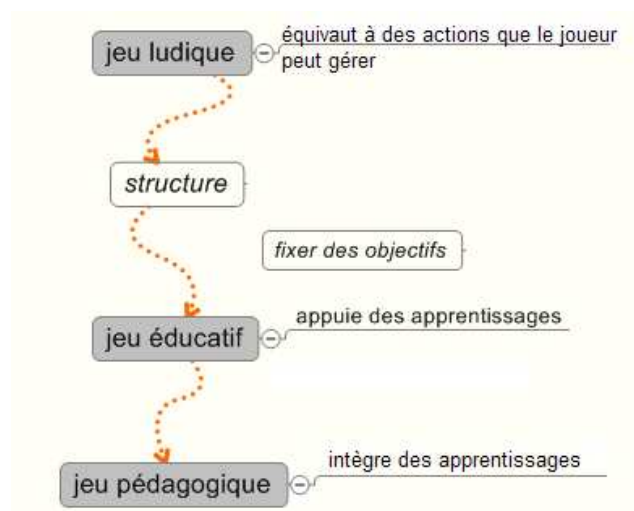 jeu ludique
équivaut à des actions que le joueur
peut gérer
structure
fixer des objectifs
jeu éducatif
appuie des apprentissages
jeu pédagogique
intègre des apprentissages